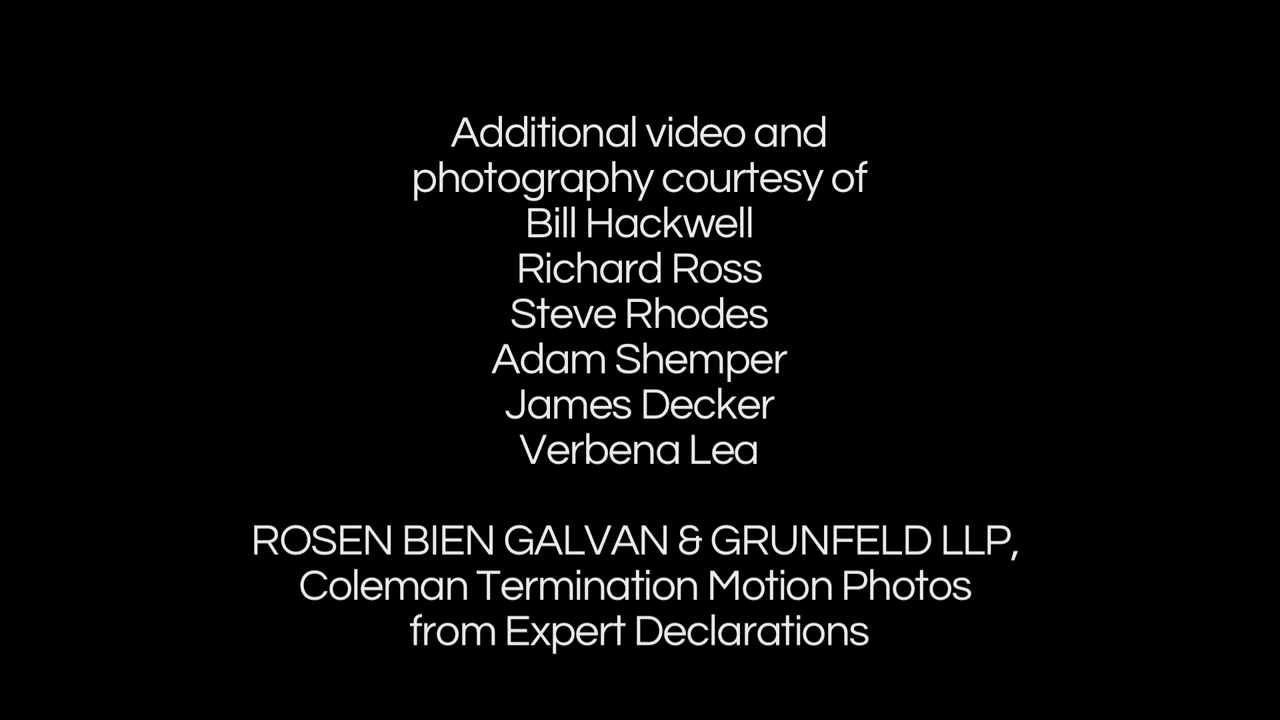 Additional video and
photography courtesy of
Bill Hackwell
Richard Ross
Steve Rhodes
Adam Shemper
James Decker
Verbena Lea
ROSEN BIEN GALVAN & GRUNFELD LLP,
Coleman Termination Motion Photos
from Expert Declarations